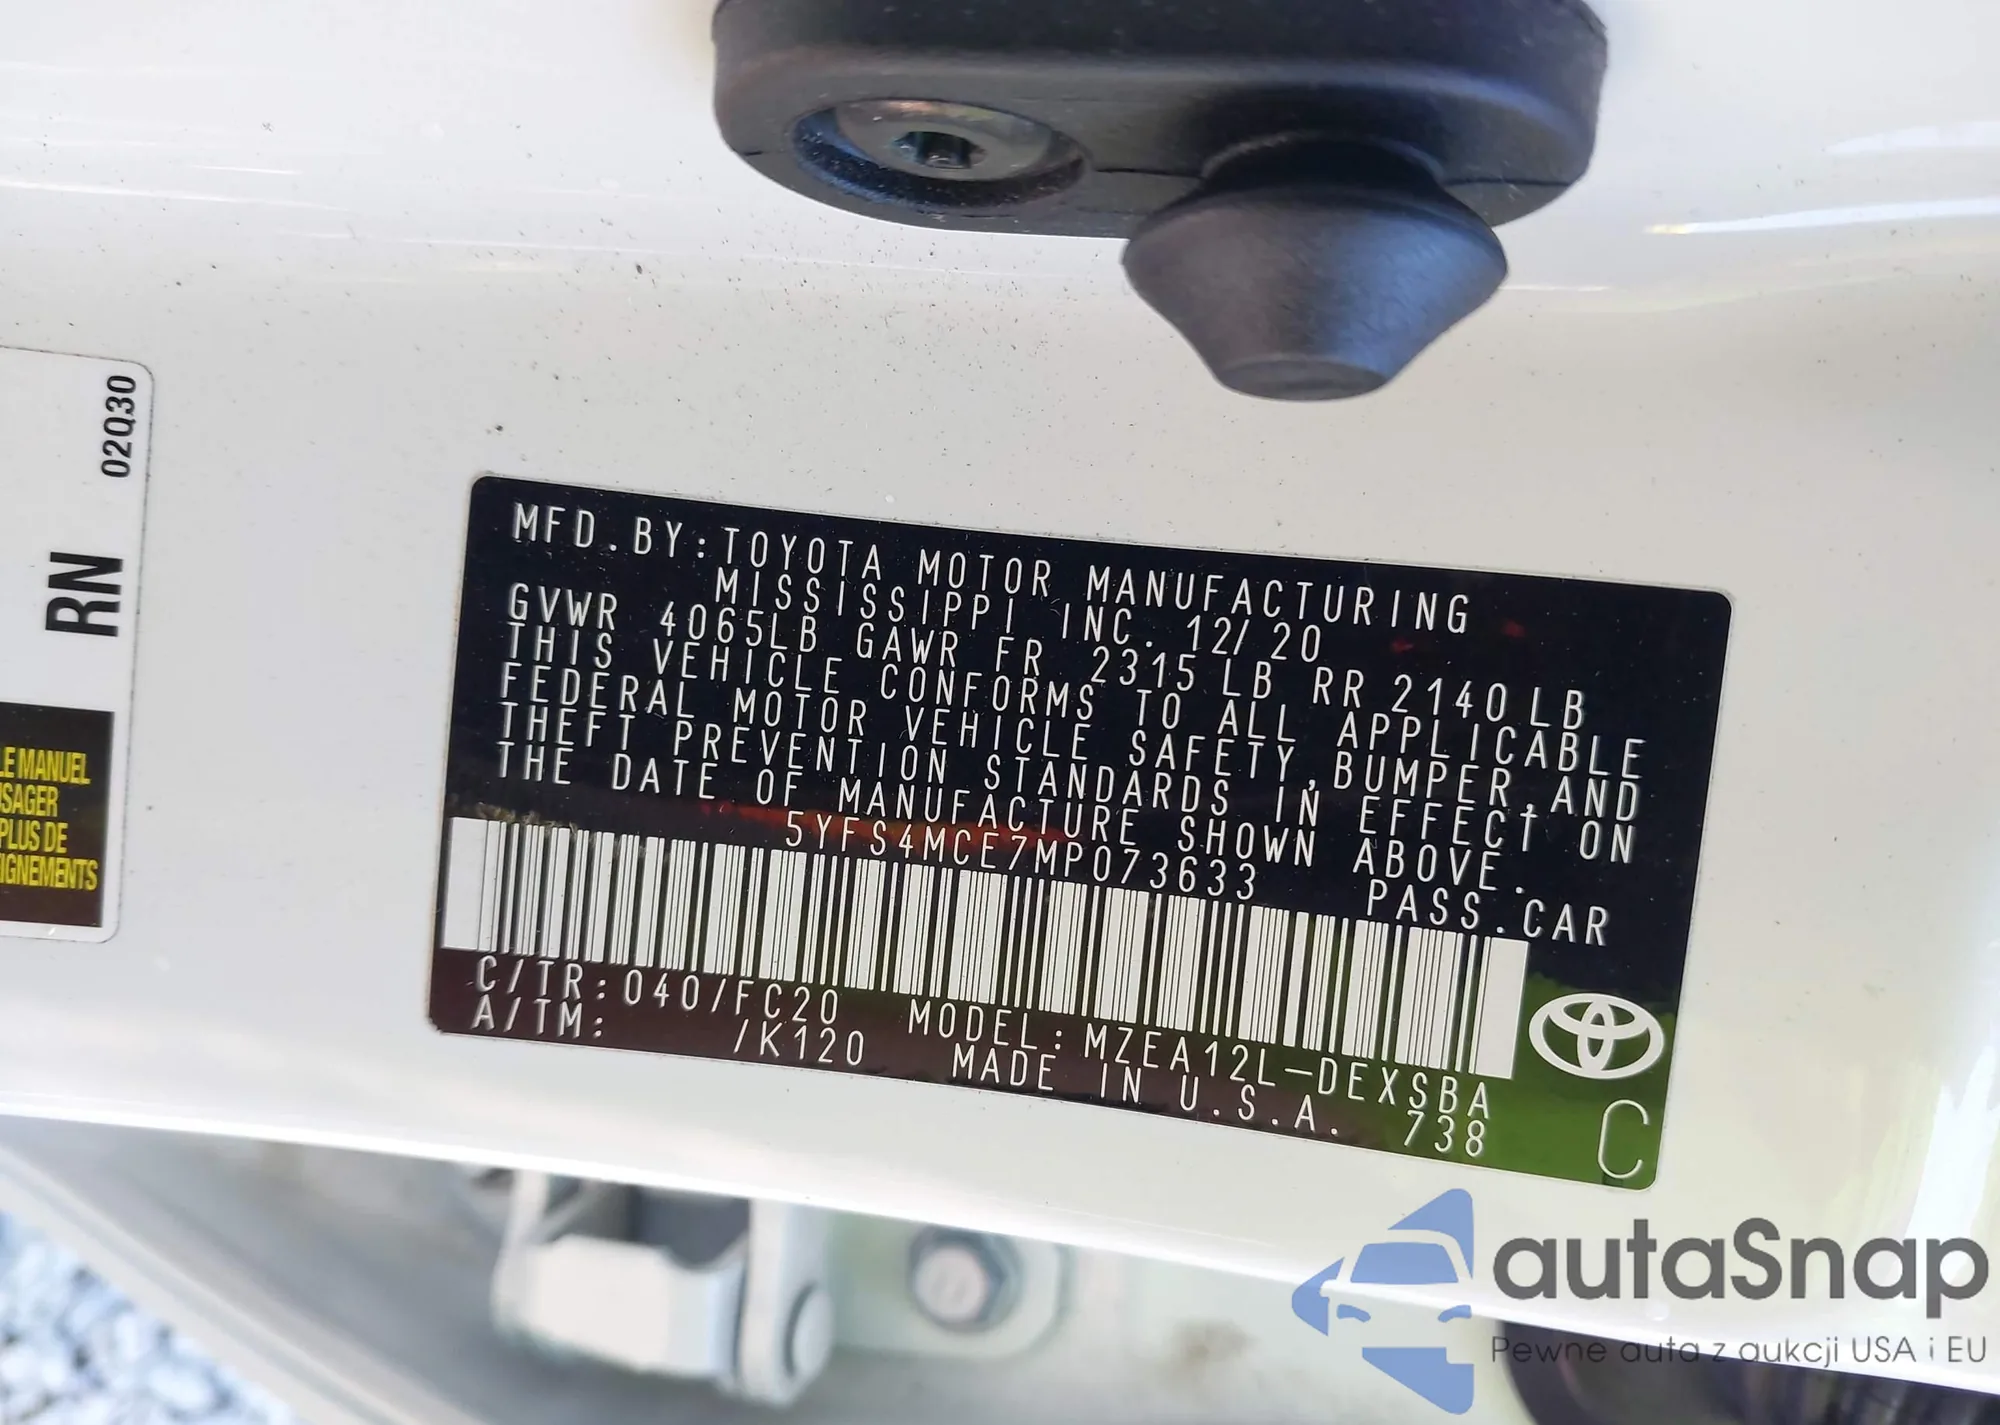 02Q30
RN
LE MANUEL
SAGER
PLUS DE
IGNEMENTS
MFD.BY:TOYOTA MOTOR MANUFACTURING
MISSISSIPPI INC. 12/20
GVWR 4065LB GAWR FR 2315LB RR 2140LB
THIS VEHICLE CONFORMS TO ALL APPLICABLE
FEDERAL MOTOR VEHICLE SAFETY,BUMPER,AND
THEFT PREVENTION STANDARDS IN EFFECT ON
THE DATE OF MANUFACTURE SHOWN ABOVE.
5YFS4MCE7MP073633 PASS.CAR
C/TR:040/FC20 MODEL:MZEA12L-DEXSBA
A/TM: /K120 MADE IN U.S.A. 738
C
autaSnap
Pewne auta z aukcji USA i EU